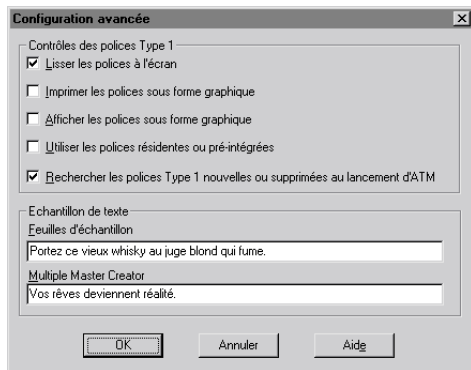 Configuration avancée
Contrôles des polices Type 1
Lisser les polices à l'écran
Imprimer les polices sous forme graphique
Afficher les polices sous forme graphique
Utiliser les polices résidentes ou pré-intégrées
Rechercher les polices Type 1 nouvelles ou supprimées au lancement d'ATM
Echantillon de texte
Feuilles d'échantillon
Portez ce vieux whisky au juge blond qui fume.
Multiple Master Creator
Vos rêves deviennent réalité.
OK Annuler Aide